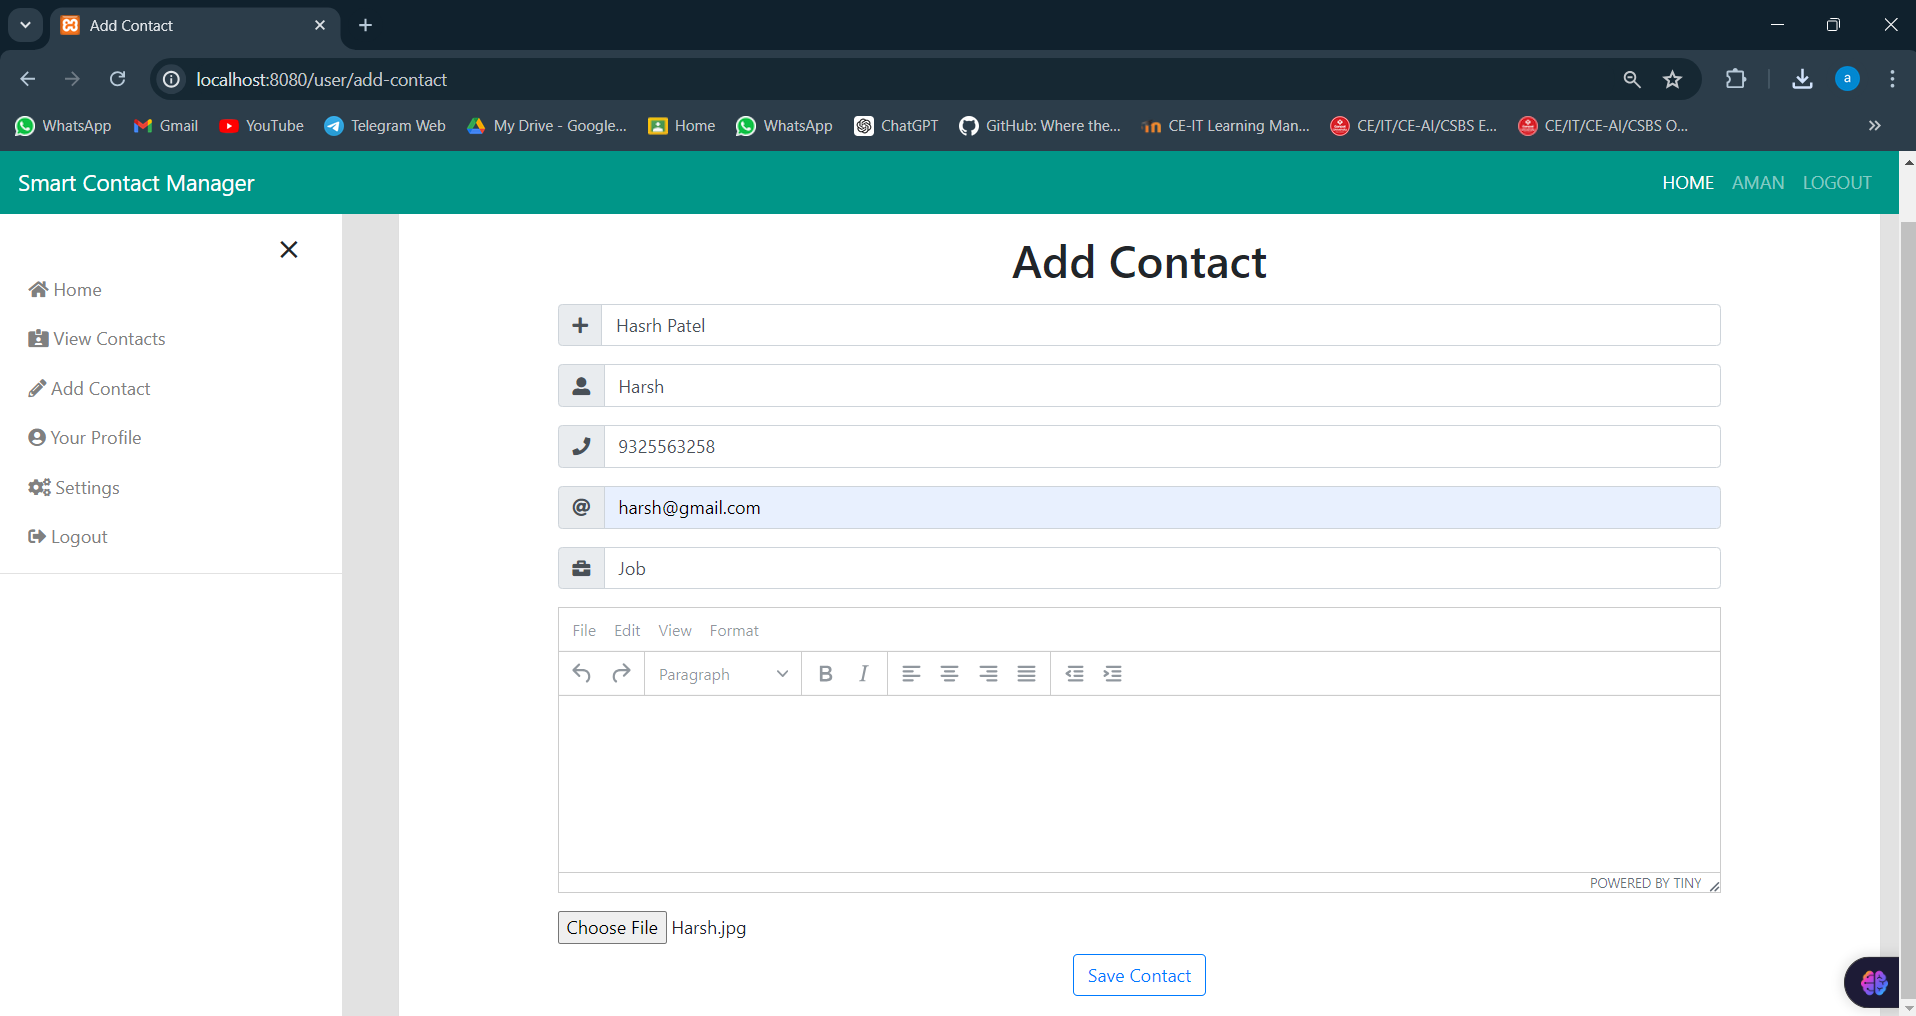 Add Contact
localhost:8080/user/add-contact
a
WhatsApp
Gmail
YouTube
Telegram Web
My Drive - Google...
Home
WhatsApp
ChatGPT
GitHub: Where the...
CE-IT Learning Man...
CE/IT/CE-AI/CSBS E...
CE/IT/CE-AI/CSBS O...
Smart Contact Manager
HOME AMAN LOGOUT
Home
View Contacts
Add Contact
Your Profile
Settings
Logout
Add Contact
Hasrh Patel
Harsh
9325563258
@ harsh@gmail.com
Job
File Edit View Format
Paragraph
B I
POWERED BY TINY
Choose File Harsh.jpg
Save Contact